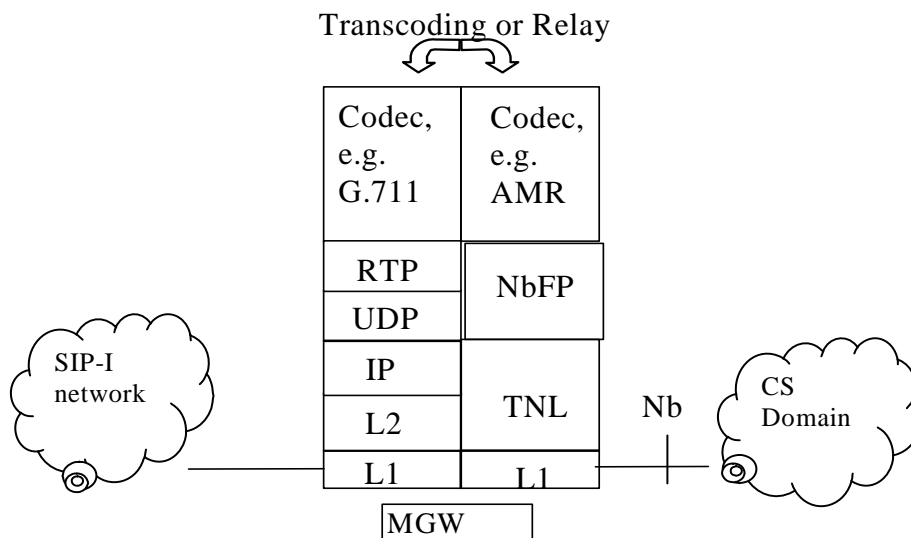 Transcoding or Relay
Codec,
e.g.
G.711
Codec,
e.g.
AMR
RTP
UDP
NbFP
IP
L2
TNL
L1
L1
SIP-I
network
Nb
CS
Domain
MGW